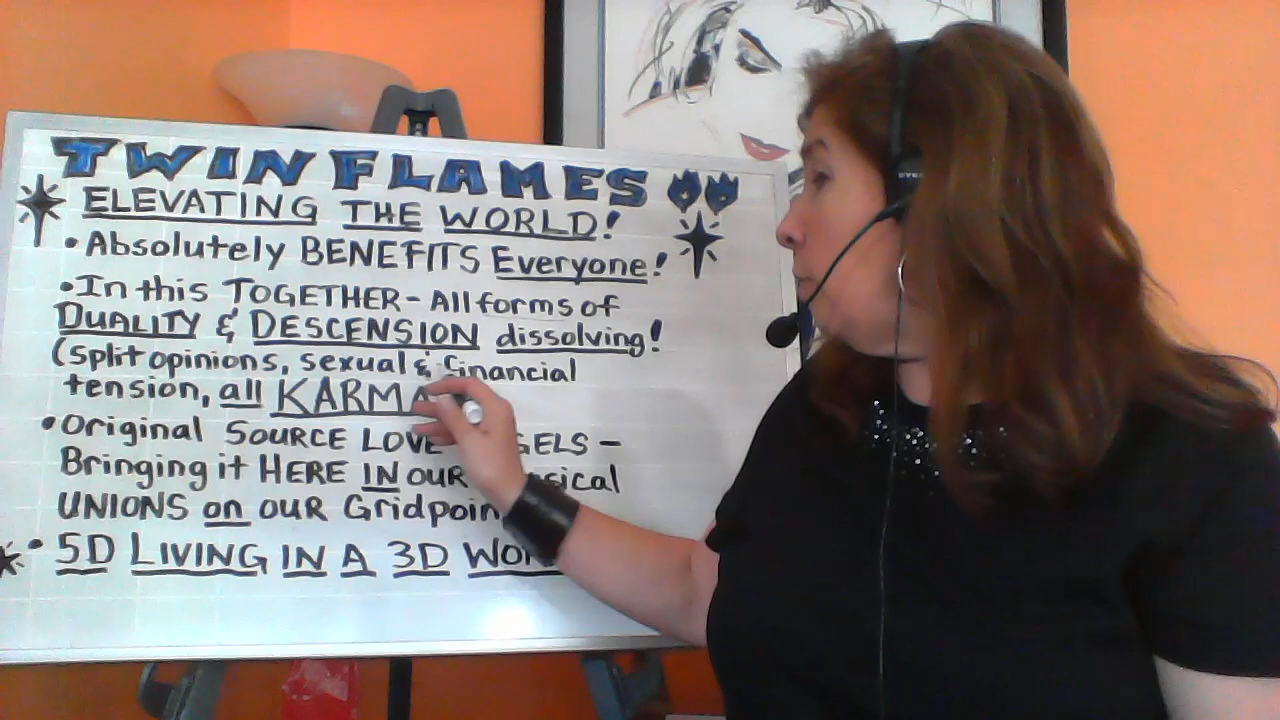 TWIN FLAMES
ELEVATING THE WORLD!
• Absolutely BENEFITS Everyone!
• In this TOGETHER - All forms of
DUALITY & DESCENSION dissolving!
(split opinions, sexual & financial
tension, all KARMA
• Original SOURCE LOVE -
Bringing it HERE IN OUR
UNIONS on OUR
• 5D LIVING IN A 3D